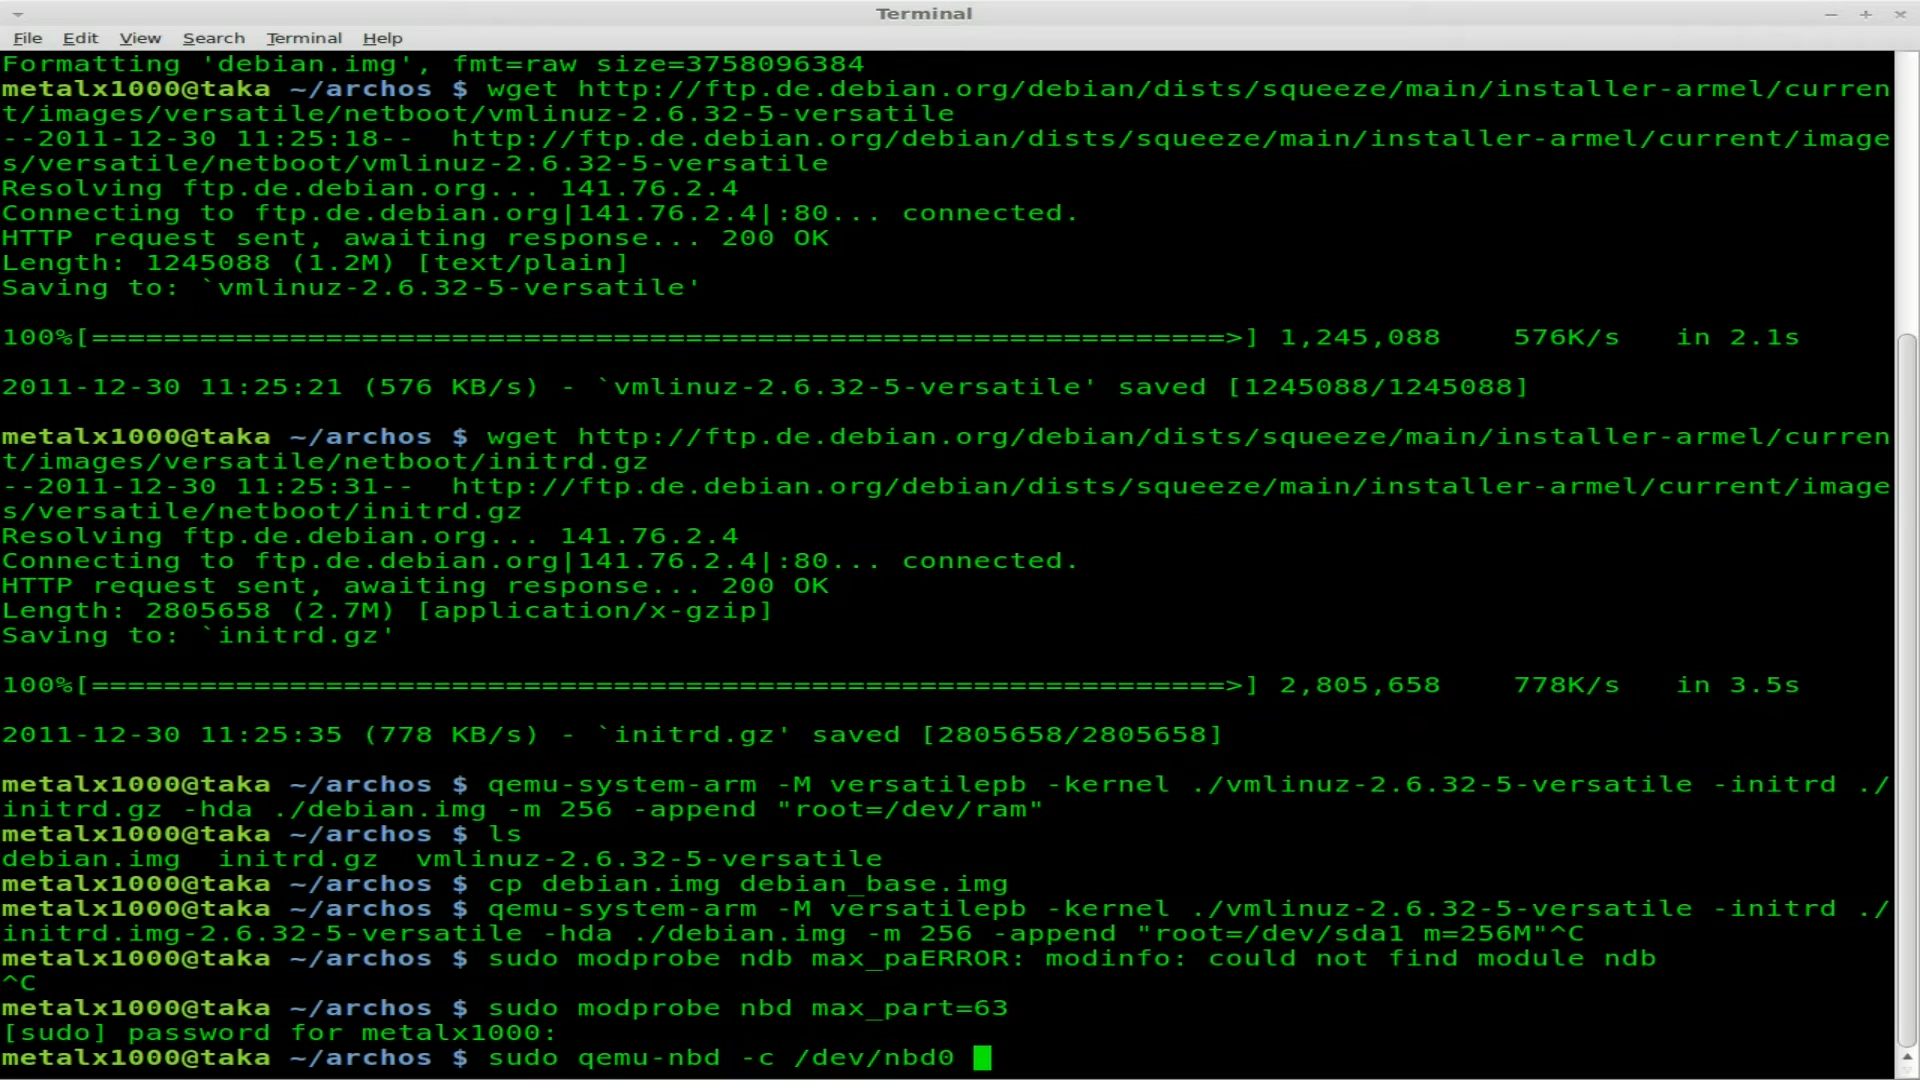 Terminal
File Edit View Search Terminal Help
Formatting 'debian.img', fmt=raw size=3758096384
metalx1000@taka ~/archos $ wget http://ftp.de.debian.org/debian/dists/squeeze/main/installer-armel/curren
t/images/versatile/netboot/vmlinuz-2.6.32-5-versatile
--2011-12-30 11:25:18--  http://ftp.de.debian.org/debian/dists/squeeze/main/installer-armel/current/image
s/versatile/netboot/vmlinuz-2.6.32-5-versatile
Resolving ftp.de.debian.org... 141.76.2.4
Connecting to ftp.de.debian.org|141.76.2.4|:80... connected.
HTTP request sent, awaiting response... 200 OK
Length: 1245088 (1.2M) [text/plain]
Saving to: `vmlinuz-2.6.32-5-versatile'
100%[===============================================================>] 1,245,088    576K/s   in 2.1s
2011-12-30 11:25:21 (576 KB/s) - `vmlinuz-2.6.32-5-versatile' saved [1245088/1245088]
metalx1000@taka ~/archos $ wget http://ftp.de.debian.org/debian/dists/squeeze/main/installer-armel/curren
t/images/versatile/netboot/initrd.gz
--2011-12-30 11:25:31--  http://ftp.de.debian.org/debian/dists/squeeze/main/installer-armel/current/image
s/versatile/netboot/initrd.gz
Resolving ftp.de.debian.org... 141.76.2.4
Connecting to ftp.de.debian.org|141.76.2.4|:80... connected.
HTTP request sent, awaiting response... 200 OK
Length: 2805658 (2.7M) [application/x-gzip]
Saving to: `initrd.gz'
100%[===============================================================>] 2,805,658    778K/s   in 3.5s
2011-12-30 11:25:35 (778 KB/s) - `initrd.gz' saved [2805658/2805658]
metalx1000@taka ~/archos $ qemu-system-arm -M versatilepb -kernel ./vmlinuz-2.6.32-5-versatile -initrd ./
initrd.gz -hda ./debian.img -m 256 -append "root=/dev/ram"
metalx1000@taka ~/archos $ ls
debian.img  initrd.gz  vmlinuz-2.6.32-5-versatile
metalx1000@taka ~/archos $ cp debian.img debian_base.img
metalx1000@taka ~/archos $ qemu-system-arm -M versatilepb -kernel ./vmlinuz-2.6.32-5-versatile -initrd ./
initrd.img-2.6.32-5-versatile -hda ./debian.img -m 256 -append "root=/dev/sda1 m=256M"^C
metalx1000@taka ~/archos $ sudo modprobe ndb max_paERROR: modinfo: could not find module ndb
^C
metalx1000@taka ~/archos $ sudo modprobe nbd max_part=63
[sudo] password for metalx1000:
metalx1000@taka ~/archos $ sudo qemu-nbd -c /dev/nbd0